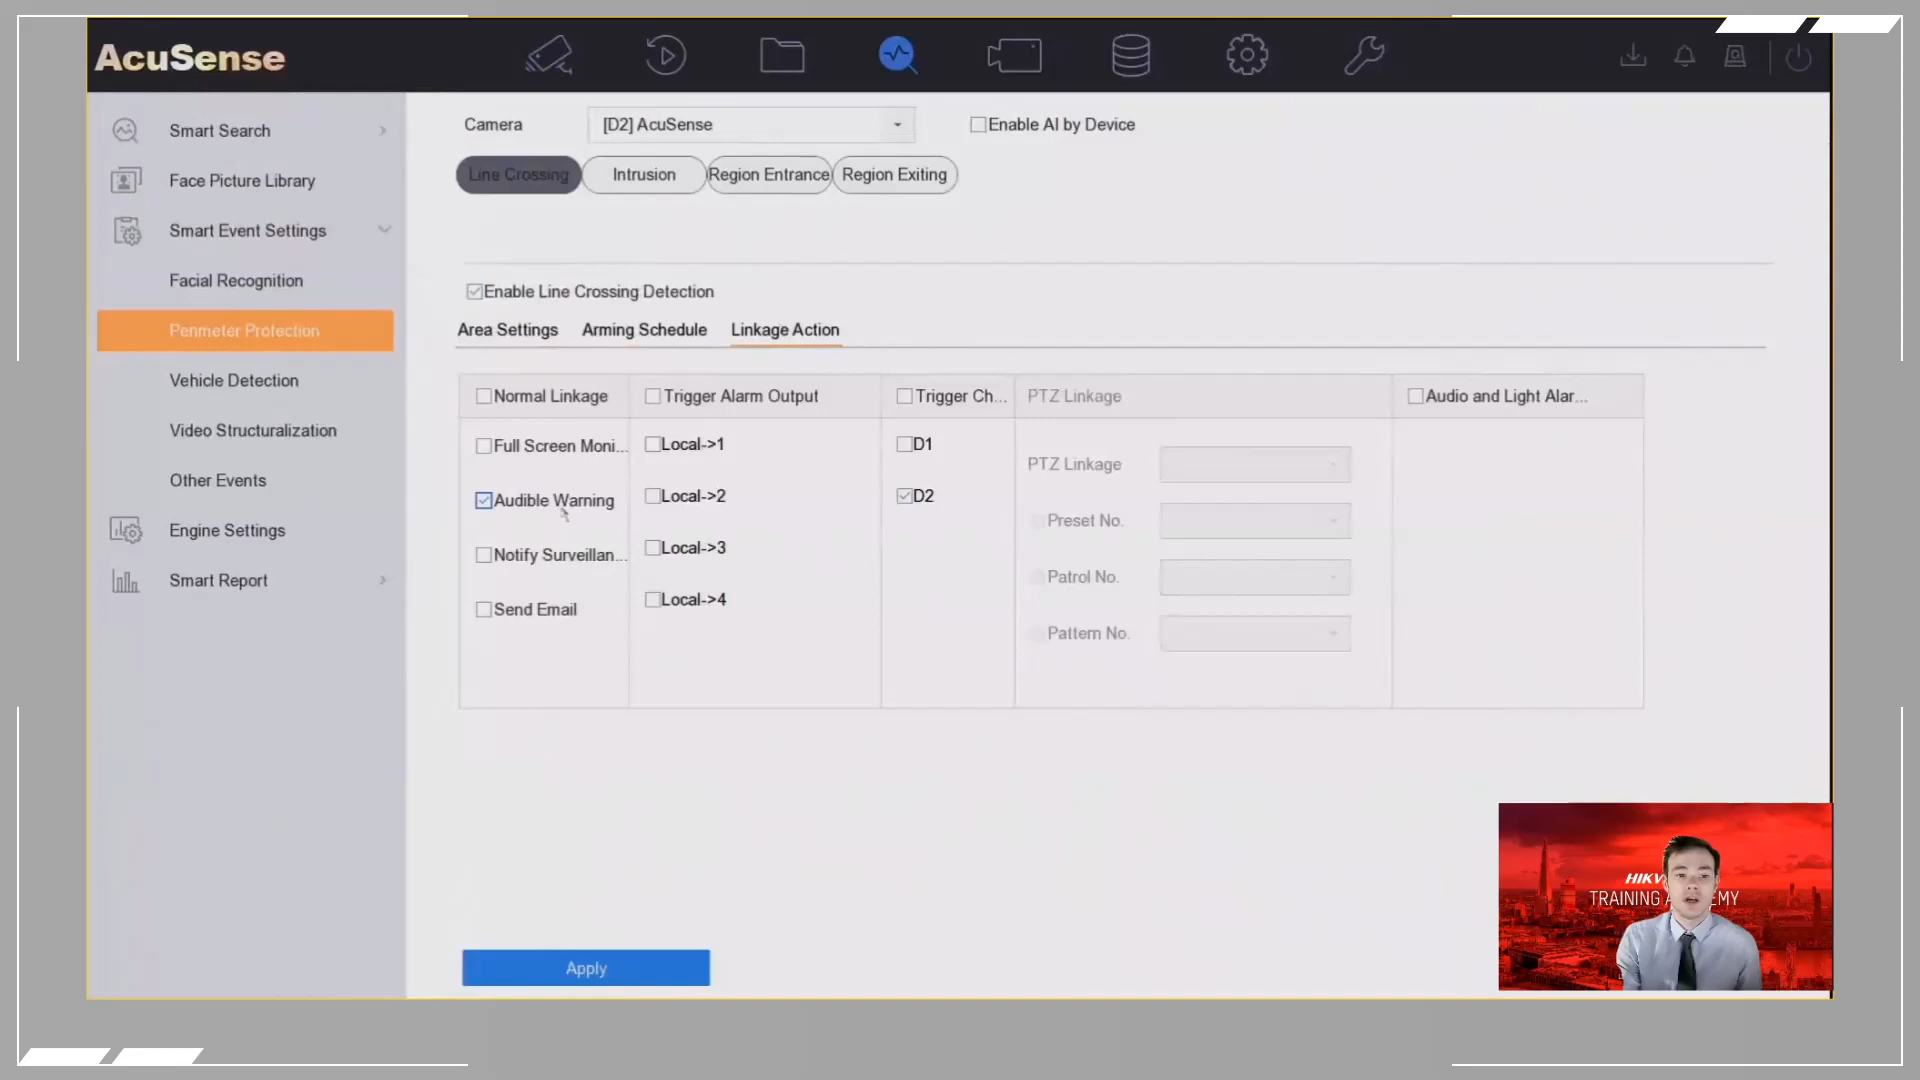 AcuSense
Smart Search
Face Picture Library
Smart Event Settings
Facial Recognition
Penmeter Protection
Vehicle Detection
Video Structuralization
Other Events
Engine Settings
Smart Report
Camera [D2] AcuSense Enable AI by Device
Line Crossing Intrusion Region Entrance Region Exiting
Enable Line Crossing Detection
Area Settings Arming Schedule Linkage Action
Normal Linkage Trigger Alarm Output Trigger Ch... PTZ Linkage Audio and Light Alar...
Full Screen Moni... Local->1 D1
PTZ Linkage
Audible Warning Local->2 D2
Preset No.
Notify Surveillan... Local->3
Patrol No.
Send Email Local->4
Pattern No.
Apply
HIKV
TRAINING A EMY